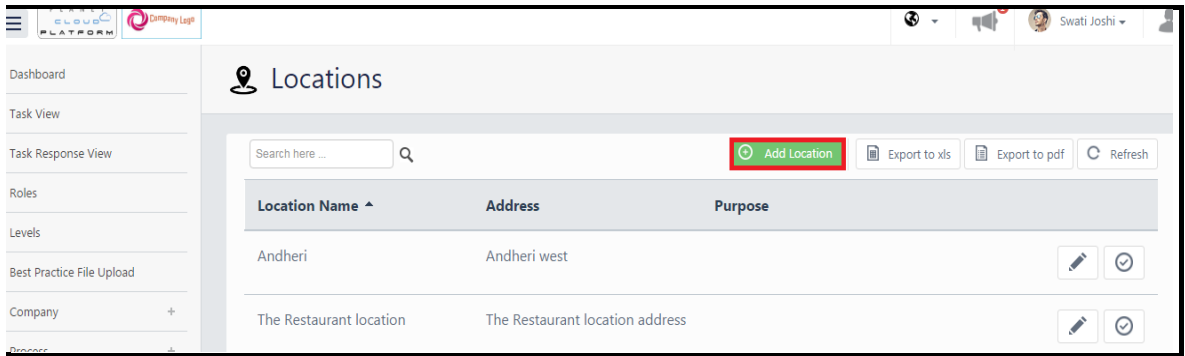 CLOUD
PLATFORM
Company Logo
Swati Joshi
Dashboard
Locations
Task View
Task Response View
Search here ...
Add Location
Export to xls
Export to pdf
Refresh
Roles
Location Name
Address
Purpose
Levels
Andheri
Andheri west
Best Practice File Upload
Company
+
The Restaurant location
The Restaurant location address
Process
+